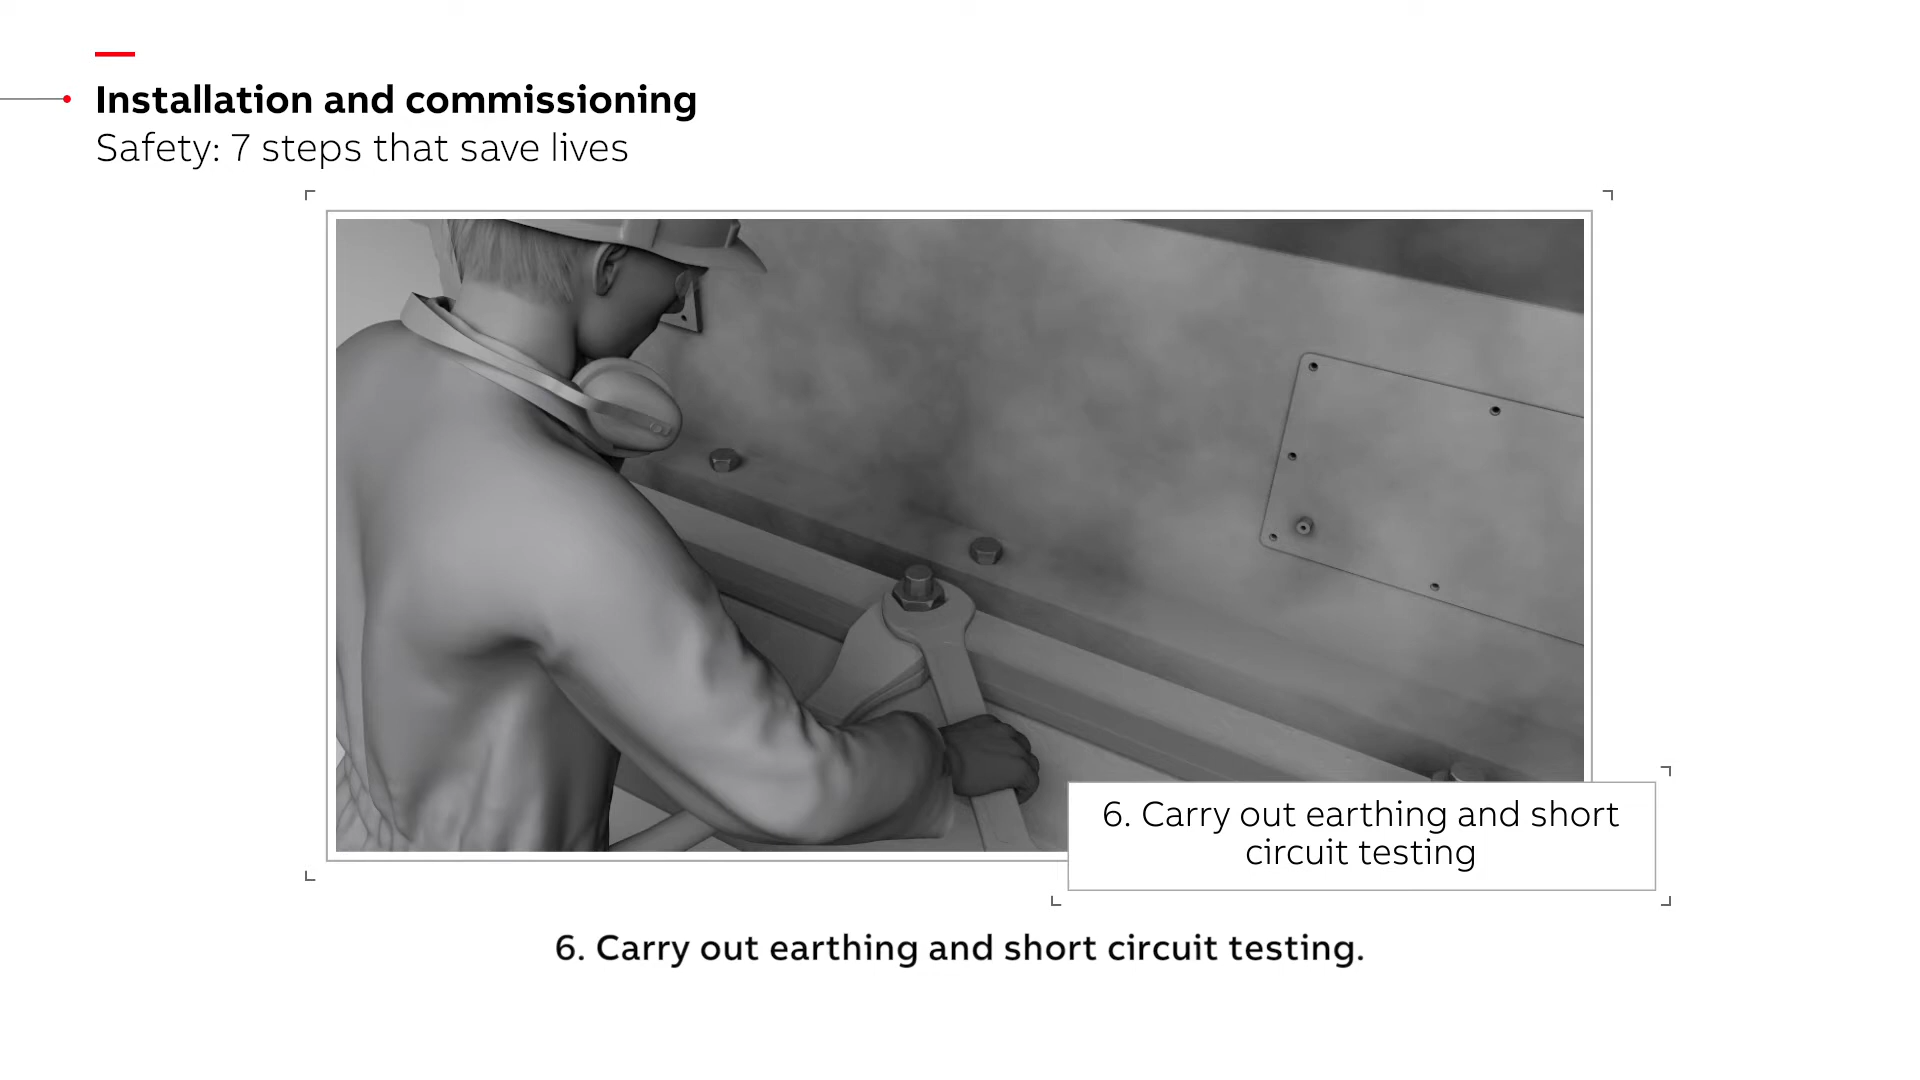 Installation and commissioning
Safety: 7 steps that save lives
6. Carry out earthing and short
circuit testing
6. Carry out earthing and short circuit testing.